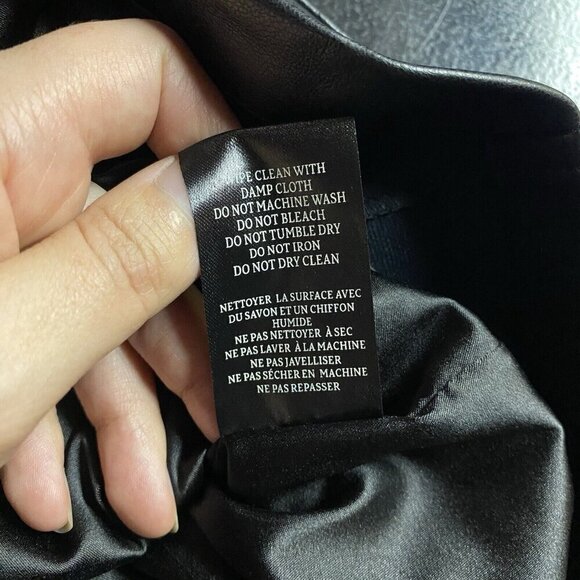 CLEAN WITH
DAMP CLOTH
DO NOT MACHINE WASH
DO NOT BLEACH
DO NOT TUMBLE DRY
DO NOT IRON
DO NOT DRY CLEAN
NETTOYER LA SURFACE AVEC
DU SAVON ET UN CHIFFON
HUMIDE
NE PAS NETTOYER À SEC
NE PAS LAVER À LA MACHINE
NE PAS JAVELLISER
NE PAS SÉCHER EN MACHINE
NE PAS REPASSER